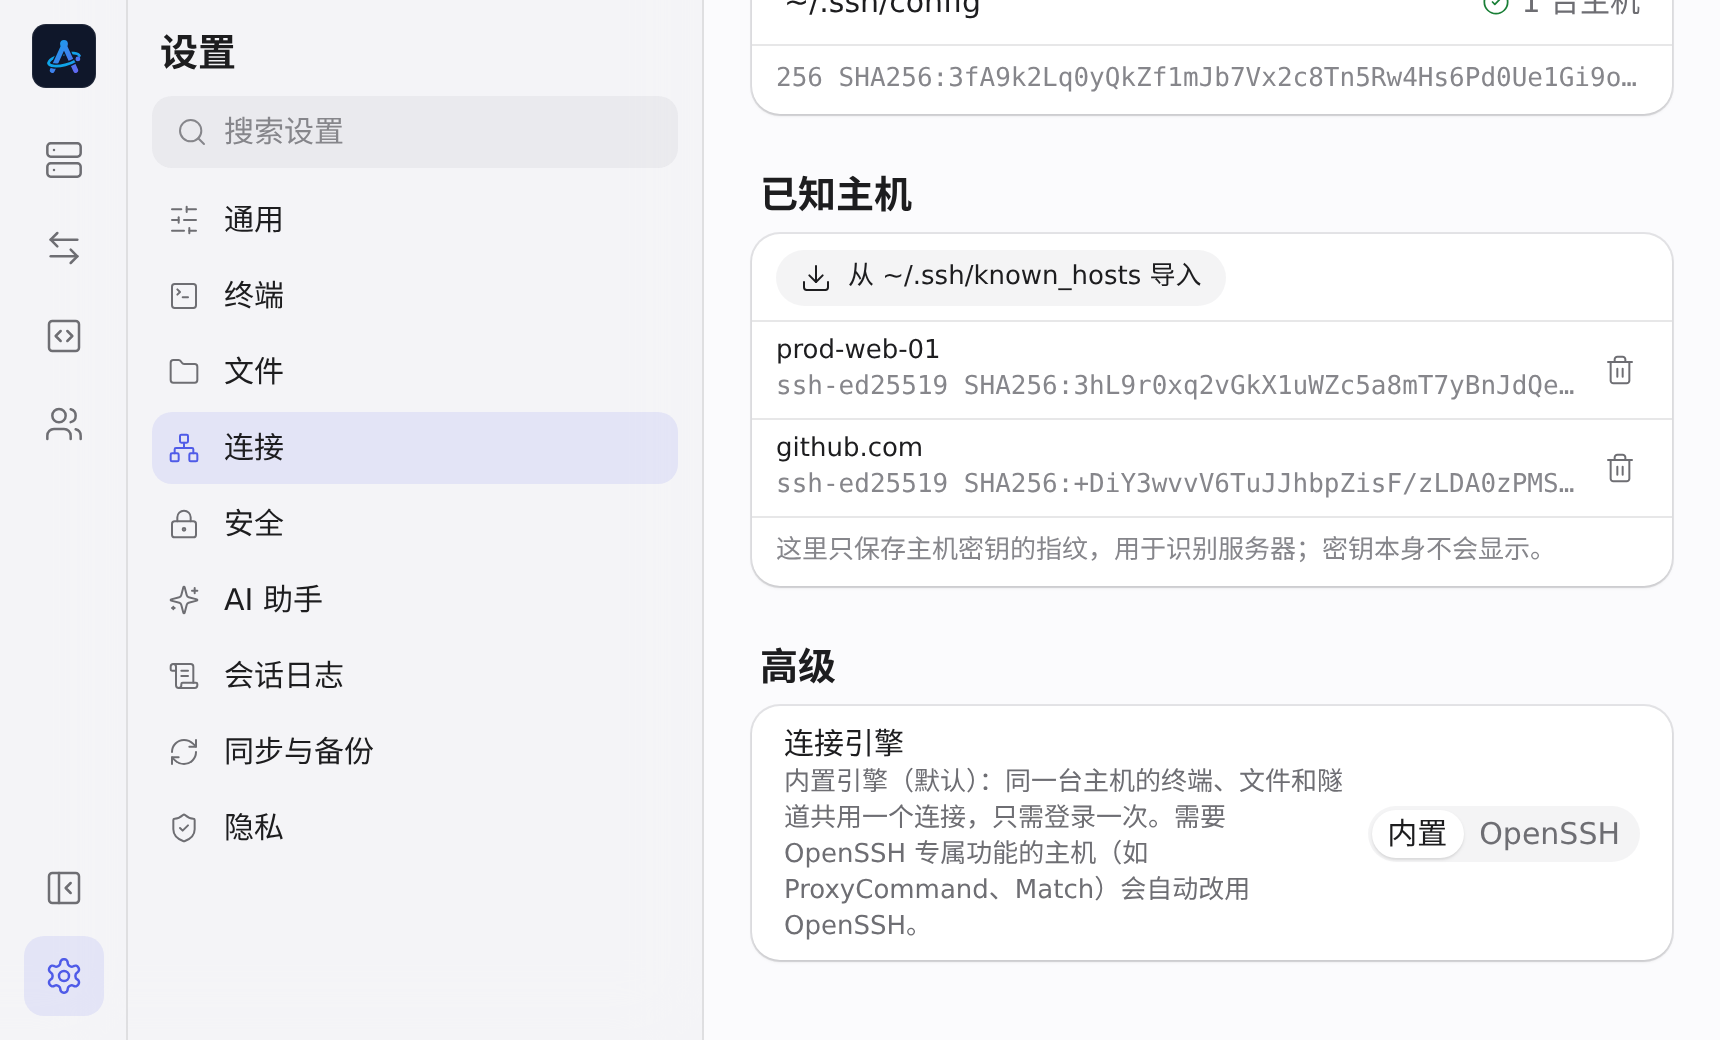 设置
搜索设置
通用
终端
文件
连接
安全
AI 助手
会话日志
同步与备份
隐私
~/.ssh/config
1 台主机
256 SHA256:3fA9k2Lq0yQkZf1mJb7Vx2c8Tn5Rw4Hs6Pd0Ue1Gi9o…
已知主机
从 ~/.ssh/known_hosts 导入
prod-web-01
ssh-ed25519 SHA256:3hL9r0xq2vGkX1uWZc5a8mT7yBnJdQe…
github.com
ssh-ed25519 SHA256:+DiY3wvvV6TuJJhbpZisF/zLDA0zPMS…
这里只保存主机密钥的指纹，用于识别服务器；密钥本身不会显示。
高级
连接引擎
内置引擎（默认）：同一台主机的终端、文件和隧
道共用一个连接，只需登录一次。需要
OpenSSH 专属功能的主机（如
ProxyCommand、Match）会自动改用
OpenSSH。
内置
OpenSSH